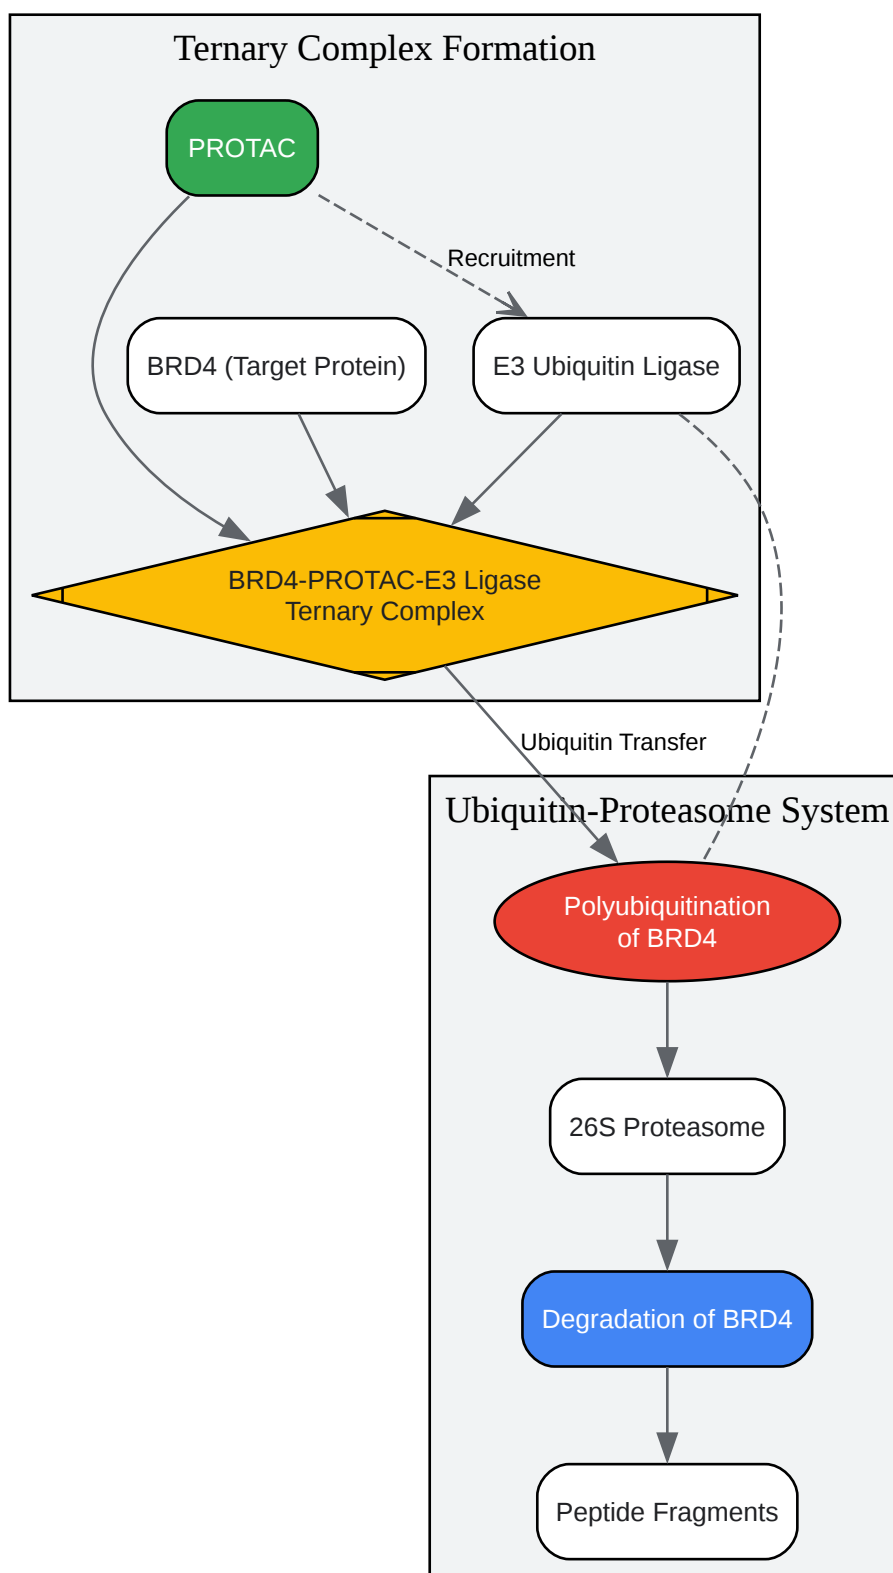 Ternary Complex Formation
PROTAC
Recruitment
BRD4 (Target Protein)
E3 Ubiquitin Ligase
BRD4-PROTAC-E3 Ligase
Ternary Complex
Ubiquitin Transfer
Ubiquitin-Proteasome System
Polyubiquitination
of BRD4
26S Proteasome
Degradation of BRD4
Peptide Fragments